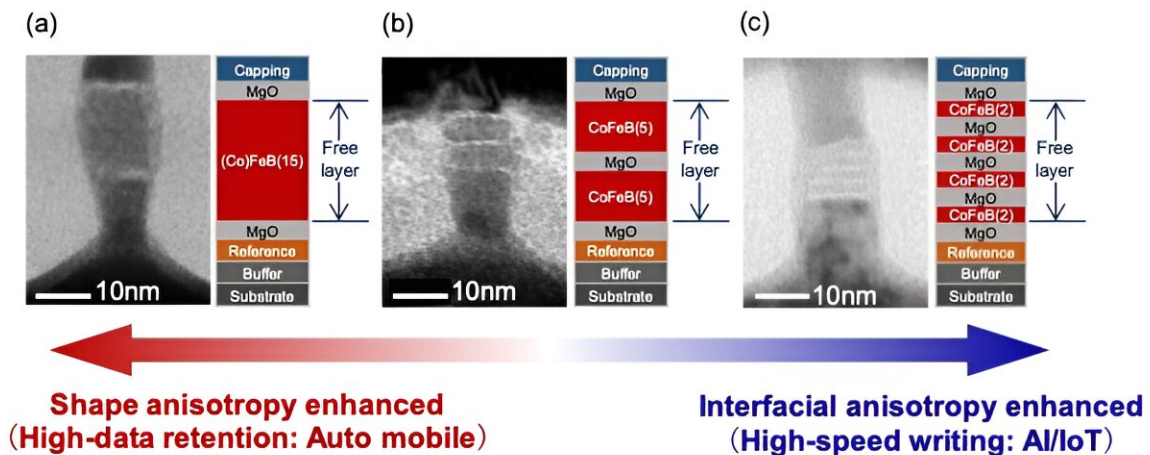 (a)
Capping
MgO
(Co)FeB(15)
MgO
Reference
Buffer
Substrate
Free
layer
10nm
(b)
Capping
MgO
CoFeB(5)
MgO
CoFeB(5)
MgO
Reference
Buffer
Substrate
Free
layer
10nm
(c)
Capping
MgO
CoFeB(2)
MgO
CoFeB(2)
MgO
CoFeB(2)
MgO
CoFeB(2)
MgO
Reference
Buffer
Substrate
Free
layer
10nm
Shape anisotropy enhanced
（High-data retention: Auto mobile）
Interfacial anisotropy enhanced
（High-speed writing: AI/IoT）